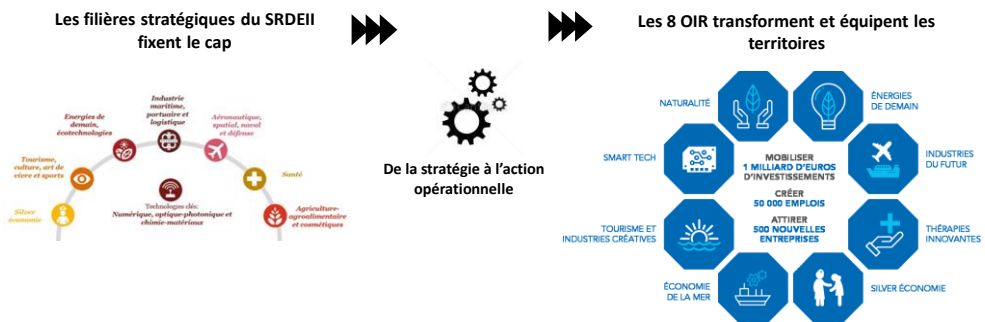 Les filières stratégiques du SRDEII
fixent le cap
Industrie
maritime,
portuaire et
logistique
Energies de
demain,
écotechnologies
Aéronautique,
spatial, naval
et défense
Tourisme,
culture, art de
vivre et sports
Santé
Technologies clés:
Numérique, optique-photonique et
chimie-matériaux
Silver
économie
Agriculture-
agroalimentaire
et cosmétiques
De la stratégie à l’action
opérationnelle
Les 8 OIR transforment et équipent les
territoires
NATURALITÉ
ÉNERGIES
DE DEMAIN
SMART TECH
INDUSTRIES
DU FUTUR
MOBILISER
1 MILLIARD D'EUROS
D'INVESTISSEMENTS
CRÉER
50 000 EMPLOIS
ATTIRER
500 NOUVELLES
ENTREPRISES
TOURISME ET
INDUSTRIES CRÉATIVES
THÉRAPIES
INNOVANTES
ÉCONOMIE
DE LA MER
SILVER ÉCONOMIE